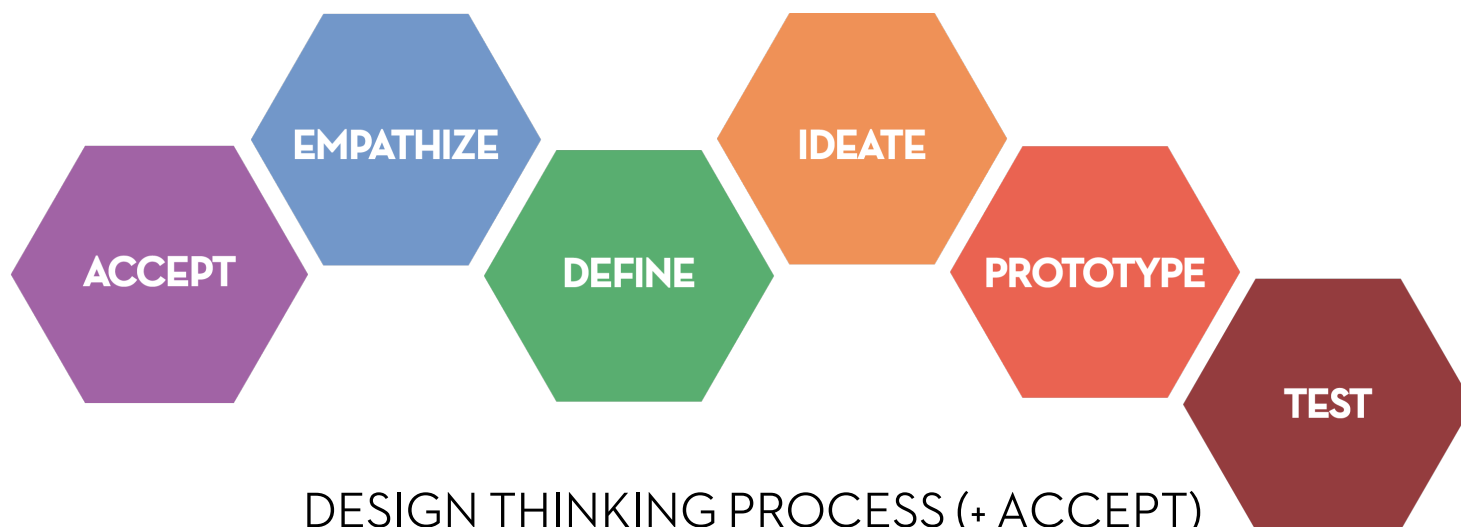 ACCEPT
EMPATHIZE
DEFINE
IDEATE
PROTOTYPE
TEST
DESIGN THINKING PROCESS (+ ACCEPT)